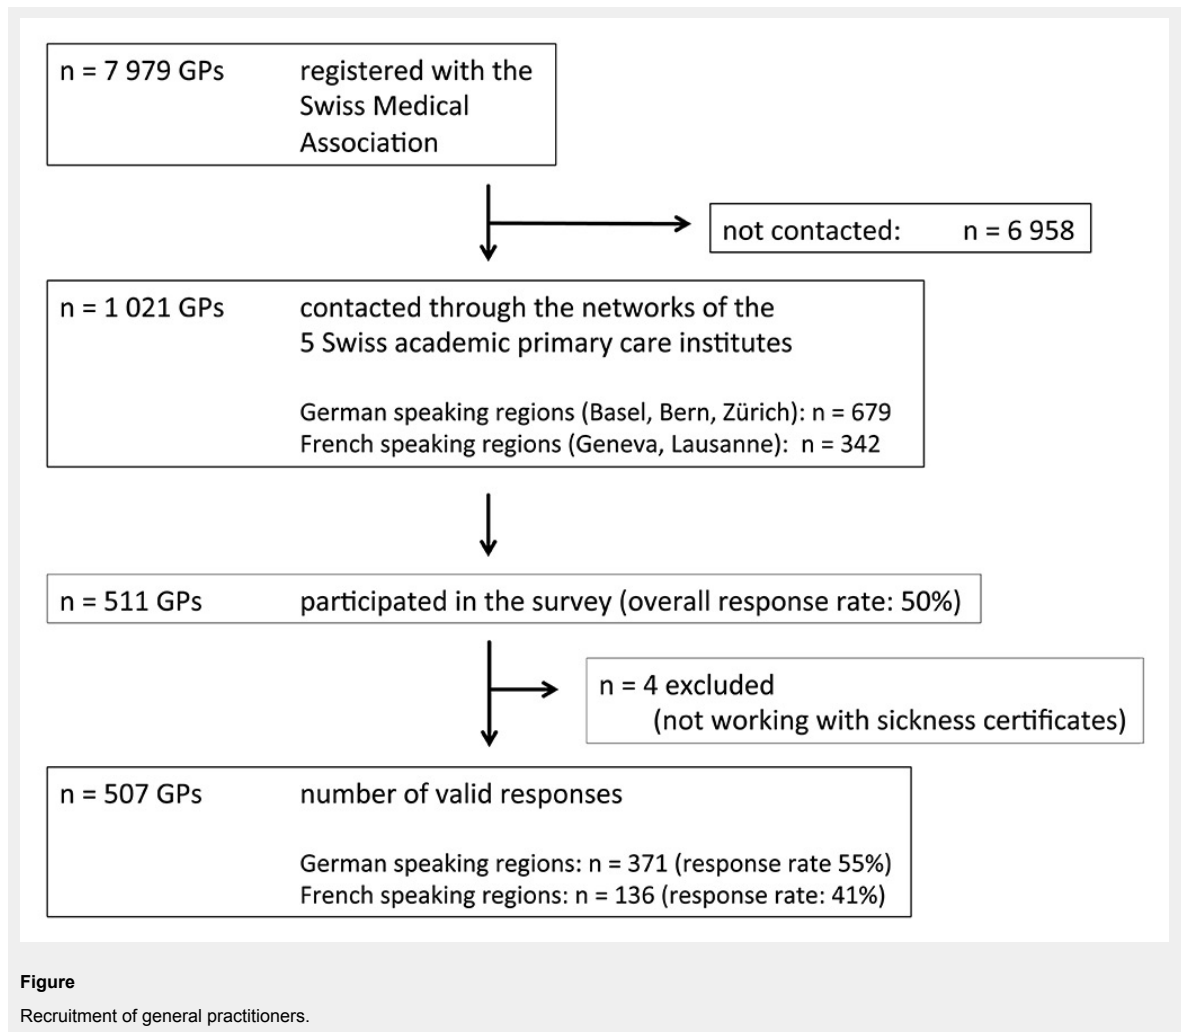 n = 7 979 GPs registered with the
Swiss Medical
Association
not contacted: n = 6 958
n = 1 021 GPs contacted through the networks of the
5 Swiss academic primary care institutes
German speaking regions (Basel, Bern, Zürich): n = 679
French speaking regions (Geneva, Lausanne): n = 342
n = 511 GPs participated in the survey (overall response rate: 50%)
n = 4 excluded
(not working with sickness certificates)
n = 507 GPs number of valid responses
German speaking regions: n = 371 (response rate 55%)
French speaking regions: n = 136 (response rate: 41%)
Figure
Recruitment of general practitioners.